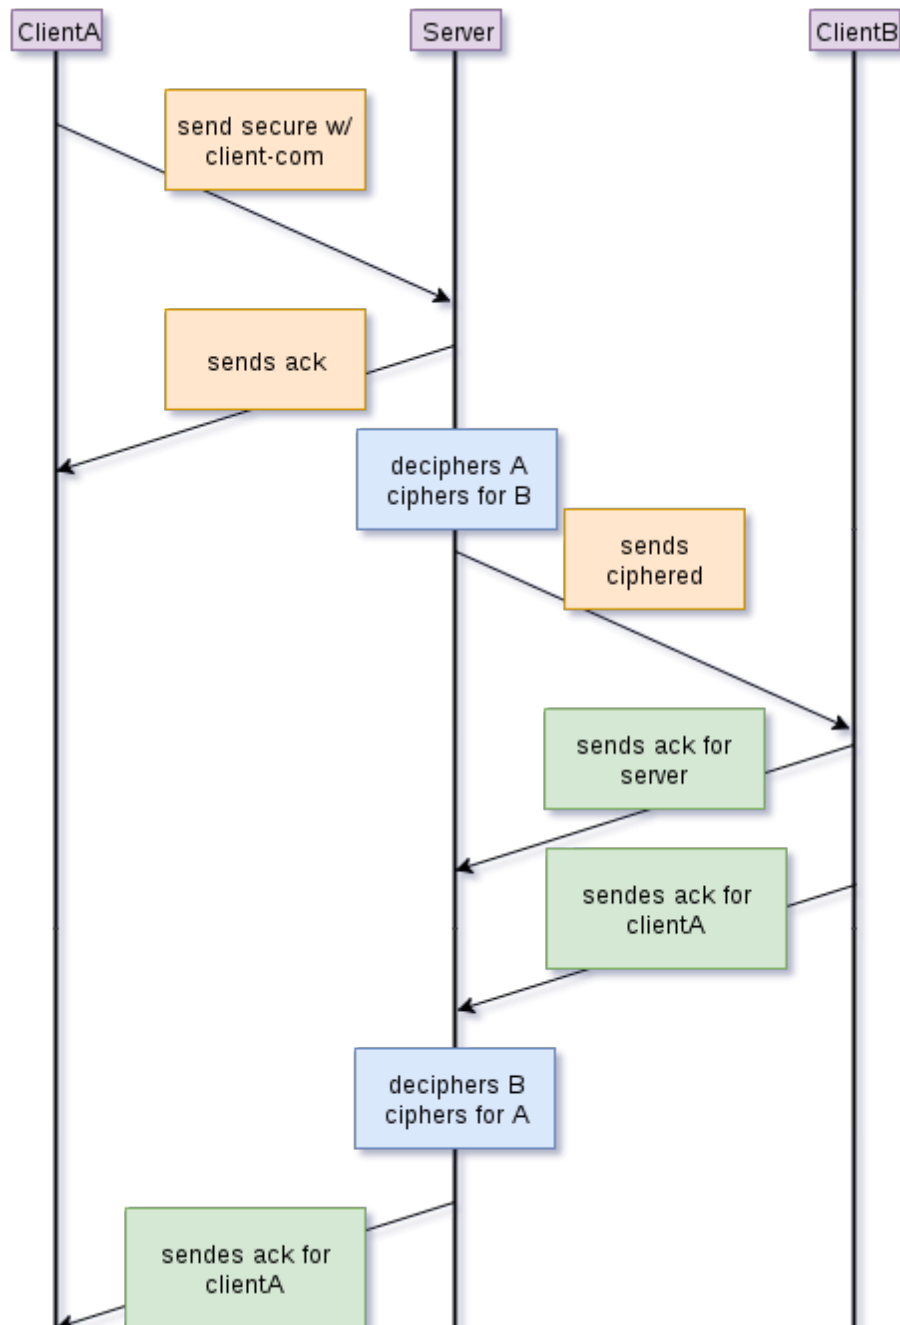 ClientA
Server
ClientB
send secure w/
client-com
sends ack
deciphers A
ciphers for B
sends
ciphered
sends ack for
server
sendes ack for
clientA
deciphers B
ciphers for A
sendes ack for
clientA